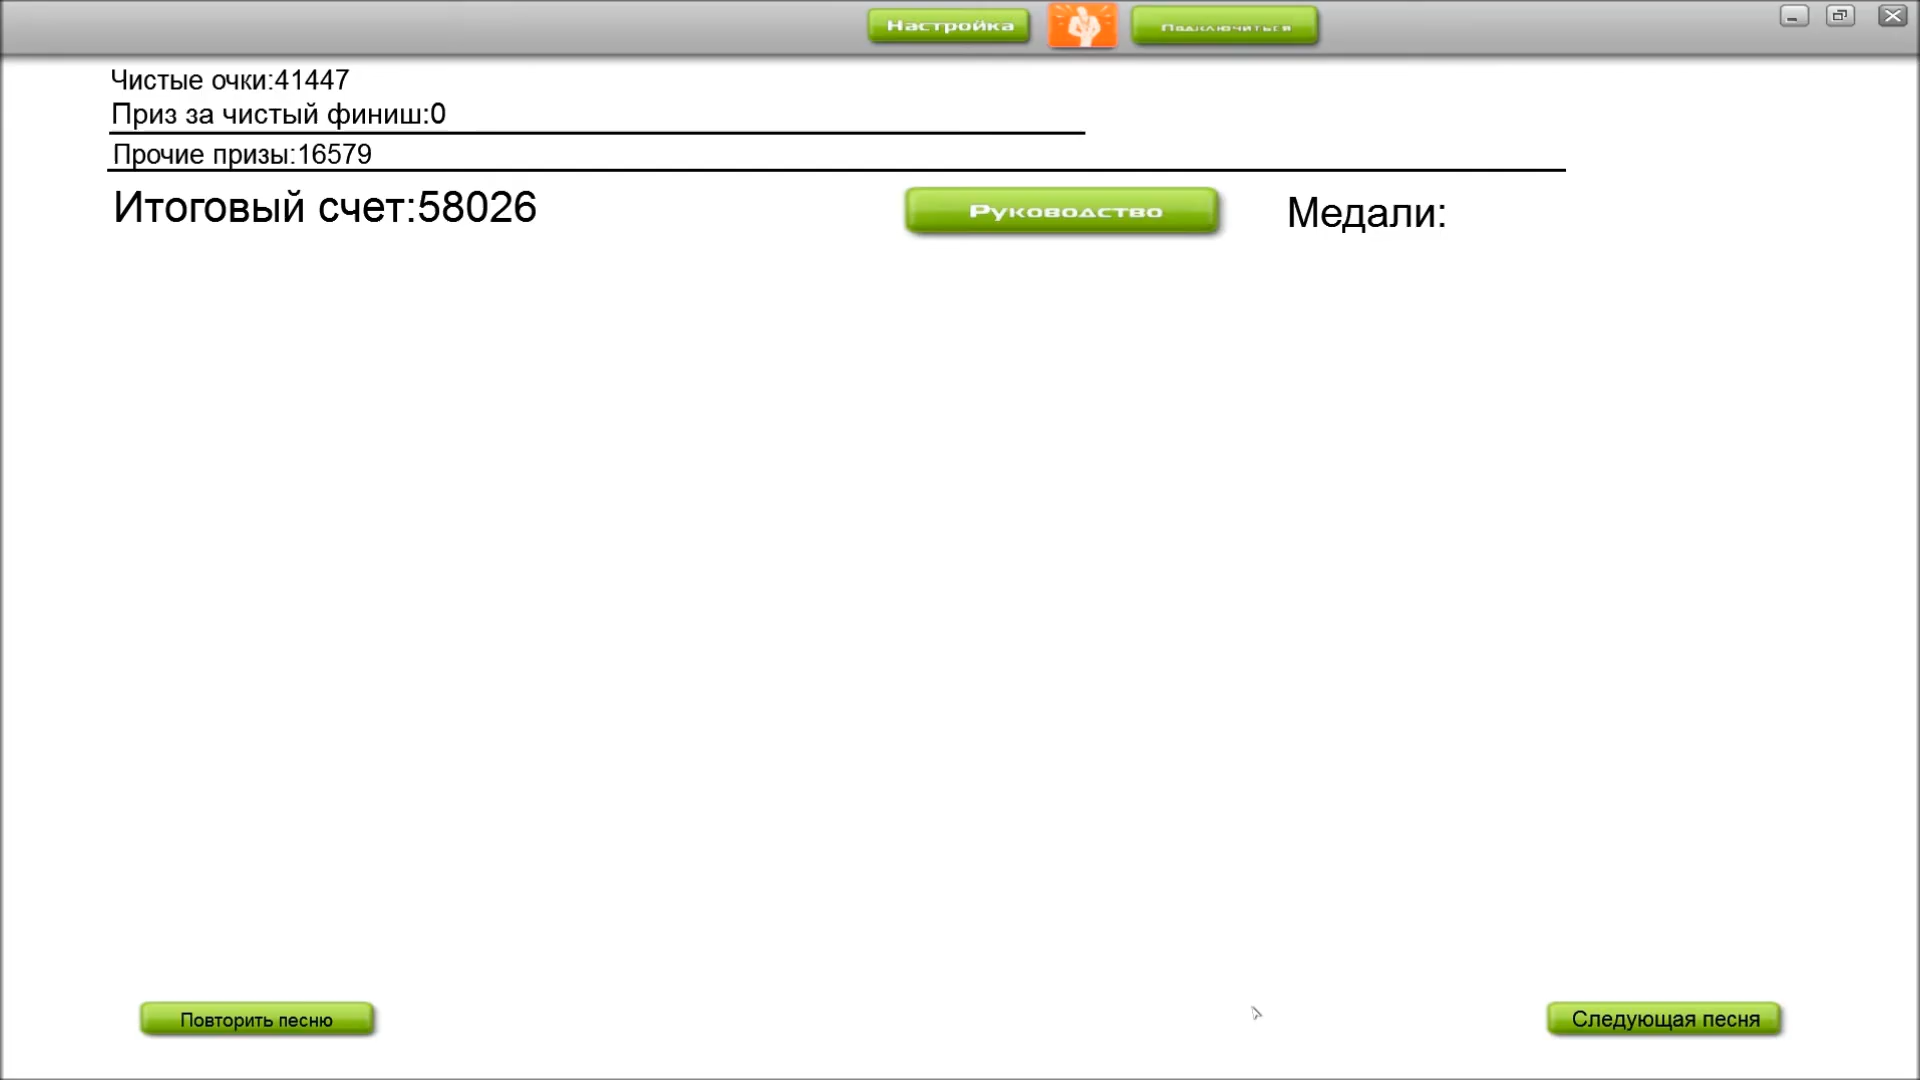 Настройка
Подключиться
Чистые очки:41447
Приз за чистый финиш:0
Прочие призы:16579
Итоговый счет:58026
Руководство
Медали:
Повторить песню
Следующая песня